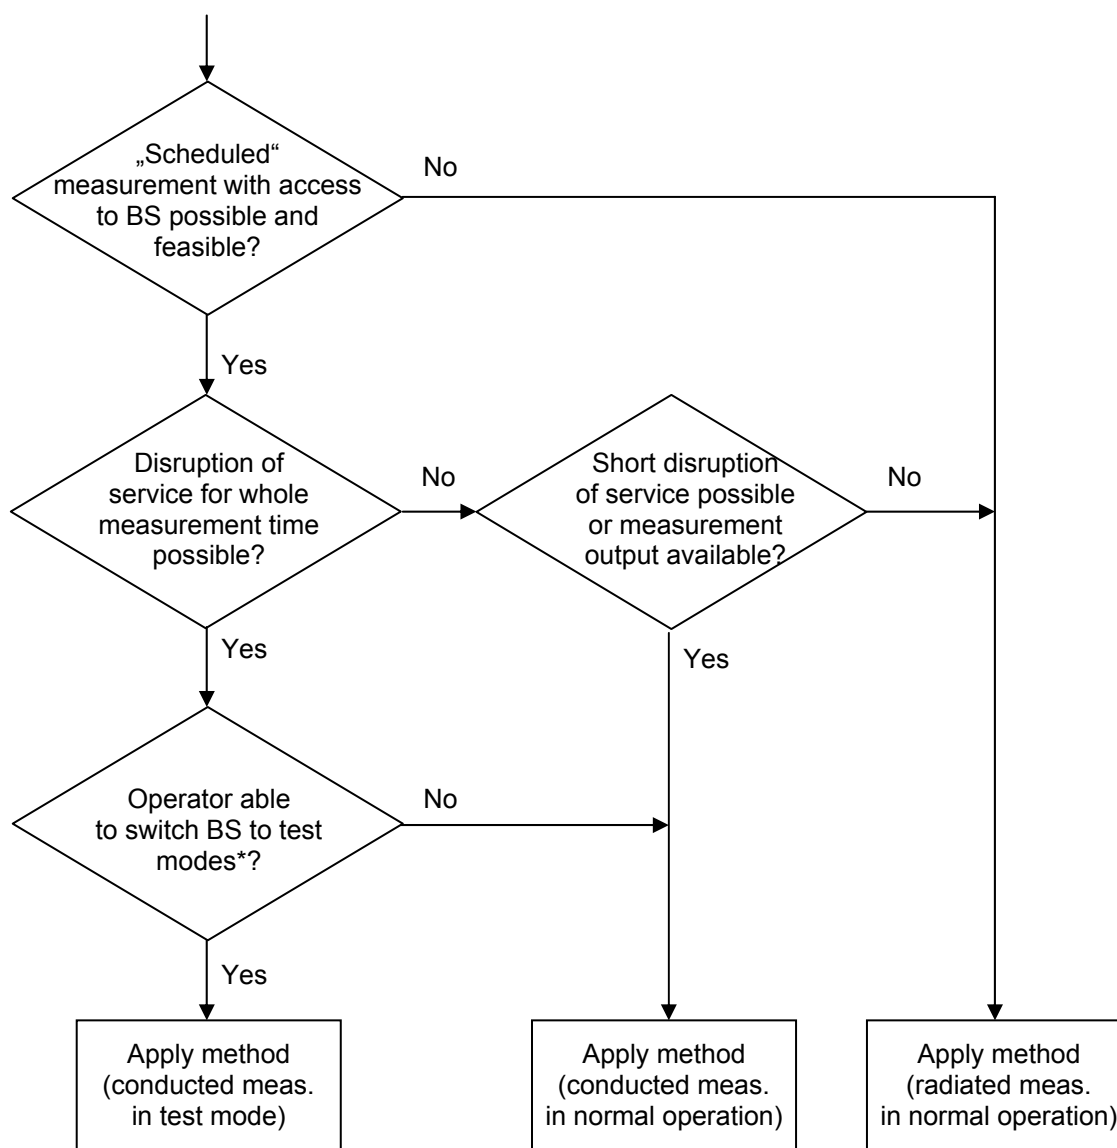 „Scheduled“
measurement with access
to BS possible and
feasible?
No
Yes
Disruption of
service for whole
measurement time
possible?
No
Short disruption
of service possible
or measurement
output available?
No
Yes
Yes
Operator able
to switch BS to test
modes*?
No
Yes
Apply method
(conducted meas.
in test mode)
Apply method
(conducted meas.
in normal operation)
Apply method
(radiated meas.
in normal operation)